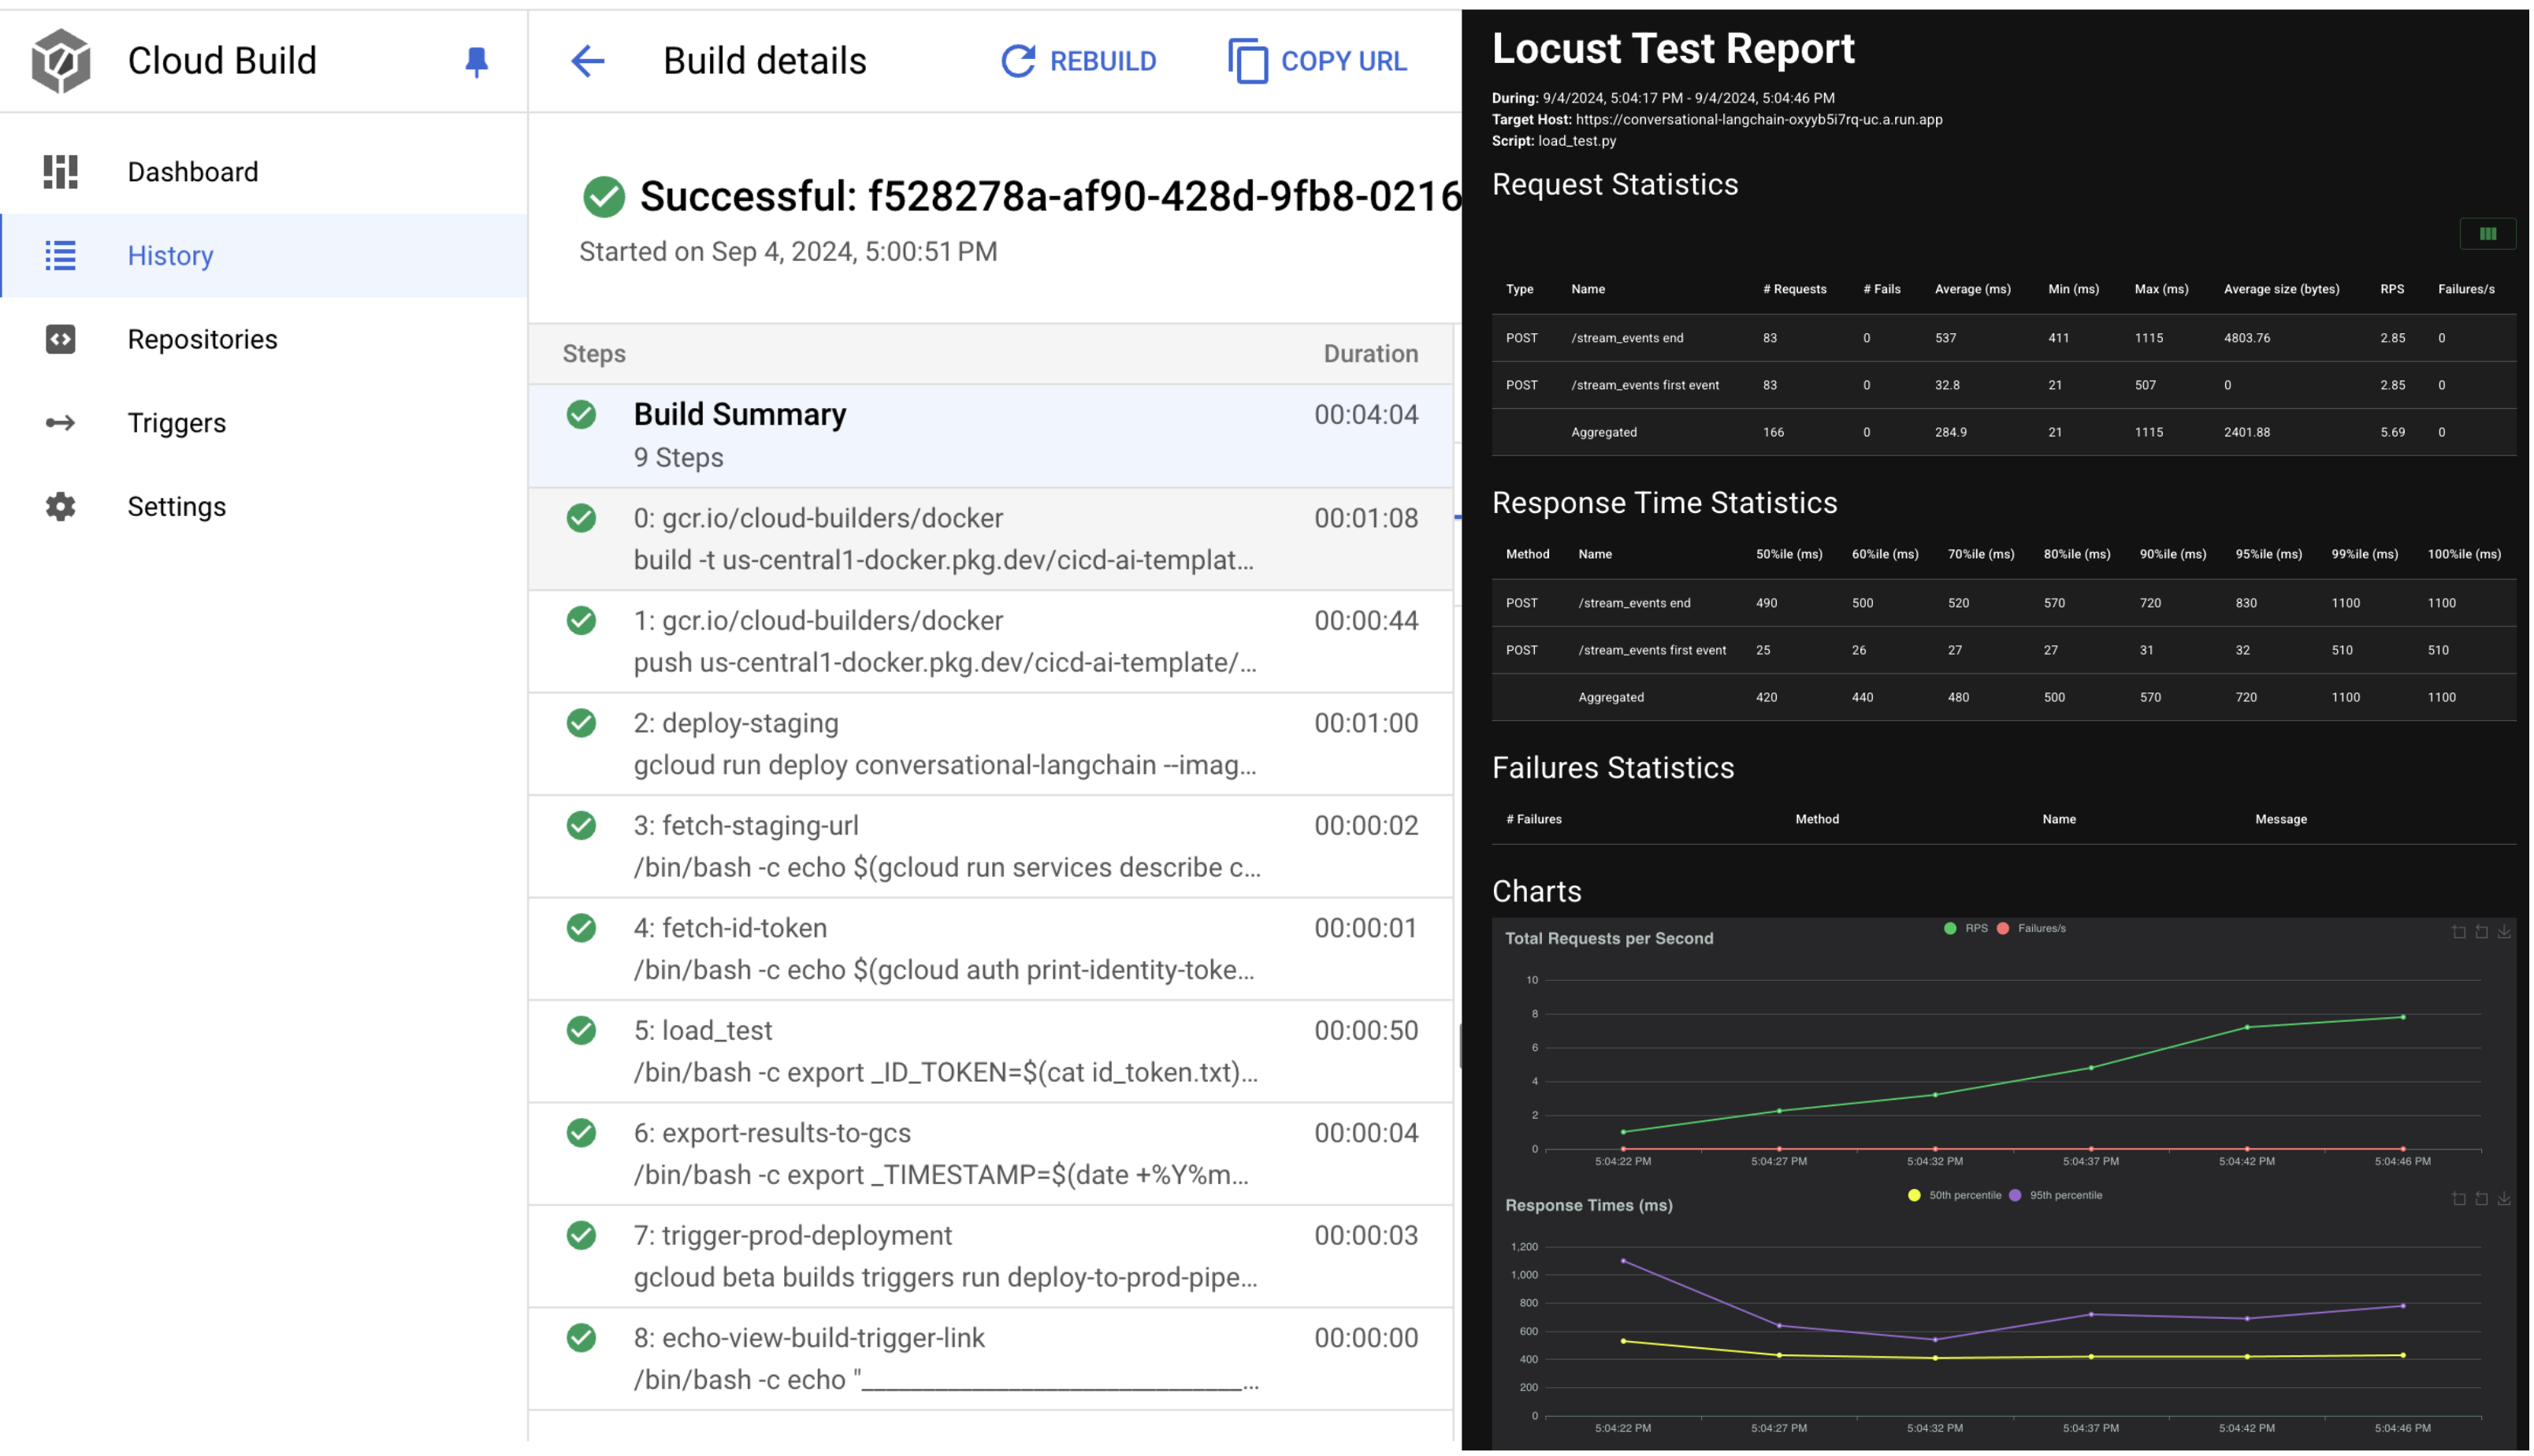 Cloud Build
Dashboard
History
Repositories
Triggers
Settings
Build details
REBUILD
COPY URL
Successful: f528278a-af90-428d-9fb8-0216
Started on Sep 4, 2024, 5:00:51 PM
Steps Duration
Build Summary 00:04:04
9 Steps
0: gcr.io/cloud-builders/docker 00:01:08
build -t us-central1-docker.pkg.dev/cicd-ai-templat...
1: gcr.io/cloud-builders/docker 00:00:44
push us-central1-docker.pkg.dev/cicd-ai-template/...
2: deploy-staging 00:01:00
gcloud run deploy conversational-langchain --imag...
3: fetch-staging-url 00:00:02
/bin/bash -c echo $(gcloud run services describe c...
4: fetch-id-token 00:00:01
/bin/bash -c echo $(gcloud auth print-identity-toke...
5: load_test 00:00:50
/bin/bash -c export _ID_TOKEN=$(cat id_token.txt)...
6: export-results-to-gcs 00:00:04
/bin/bash -c export _TIMESTAMP=$(date +%Y%m...
7: trigger-prod-deployment 00:00:03
gcloud beta builds triggers run deploy-to-prod-pipe...
8: echo-view-build-trigger-link 00:00:00
/bin/bash -c echo "____________________________...
Locust Test Report
During: 9/4/2024, 5:04:17 PM - 9/4/2024, 5:04:46 PM
Target Host: https://conversational-langchain-oxyyb5i7rq-uc.a.run.app
Script: load_test.py
Request Statistics
Type Name # Requests # Fails Average (ms) Min (ms) Max (ms) Average size (bytes) RPS Failures/s
POST /stream_events end 83 0 537 411 1115 4803.76 2.85 0
POST /stream_events first event 83 0 32.8 21 507 0 2.85 0
Aggregated 166 0 284.9 21 1115 2401.88 5.69 0
Response Time Statistics
Method Name 50%ile (ms) 60%ile (ms) 70%ile (ms) 80%ile (ms) 90%ile (ms) 95%ile (ms) 99%ile (ms) 100%ile (ms)
POST /stream_events end 490 500 520 570 720 830 1100 1100
POST /stream_events first event 25 26 27 27 31 32 510 510
Aggregated 420 440 480 500 570 720 1100 1100
Failures Statistics
# Failures Method Name Message
Charts
RPS Failures/s
Total Requests per Second
10
8
6
4
2
0
5:04:22 PM 5:04:27 PM 5:04:32 PM 5:04:37 PM 5:04:42 PM 5:04:46 PM
50th percentile 95th percentile
Response Times (ms)
1,200
1,000
800
600
400
200
0
5:04:22 PM 5:04:27 PM 5:04:32 PM 5:04:37 PM 5:04:42 PM 5:04:46 PM